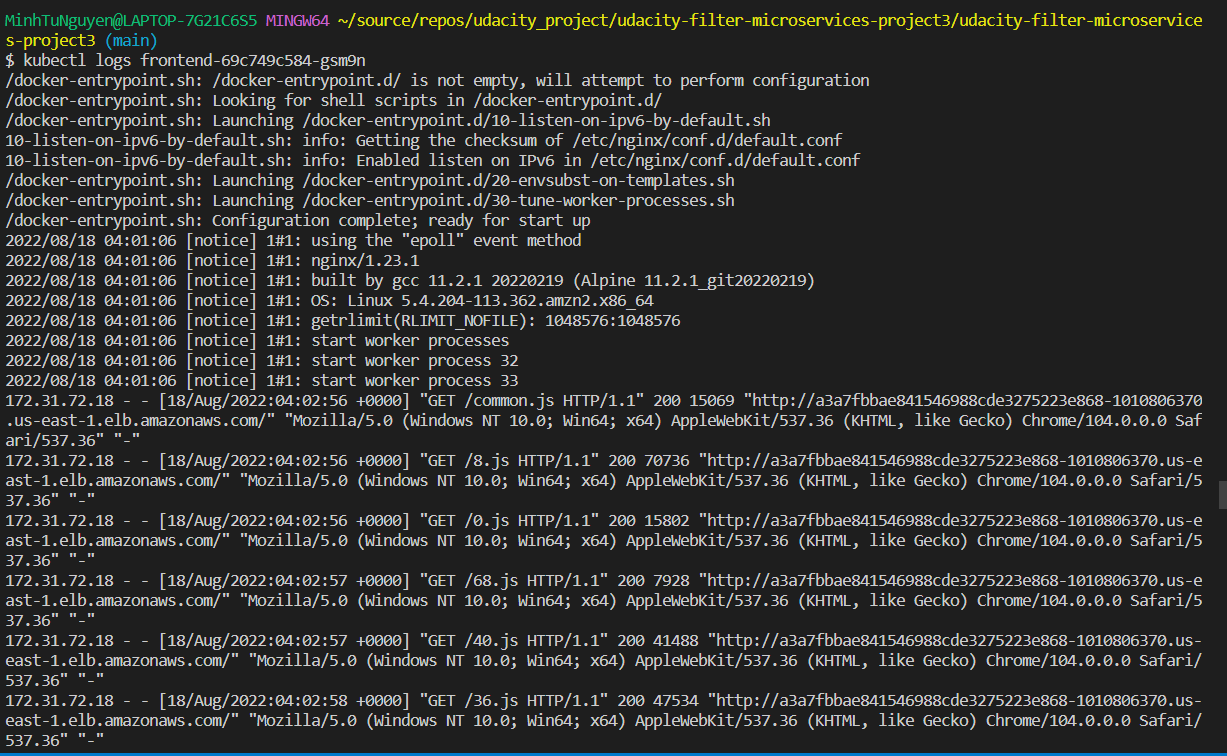 MinhTuNguyen@LAPTOP-7G21C6S5 MINGW64 ~/source/repos/udacity_project/udacity-filter-microservices-project3/udacity-filter-microservice
s-project3 (main)
$ kubectl logs frontend-69c749c584-gsm9n
/docker-entrypoint.sh: /docker-entrypoint.d/ is not empty, will attempt to perform configuration
/docker-entrypoint.sh: Looking for shell scripts in /docker-entrypoint.d/
/docker-entrypoint.sh: Launching /docker-entrypoint.d/10-listen-on-ipv6-by-default.sh
10-listen-on-ipv6-by-default.sh: info: Getting the checksum of /etc/nginx/conf.d/default.conf
10-listen-on-ipv6-by-default.sh: info: Enabled listen on IPv6 in /etc/nginx/conf.d/default.conf
/docker-entrypoint.sh: Launching /docker-entrypoint.d/20-envsubst-on-templates.sh
/docker-entrypoint.sh: Launching /docker-entrypoint.d/30-tune-worker-processes.sh
/docker-entrypoint.sh: Configuration complete; ready for start up
2022/08/18 04:01:06 [notice] 1#1: using the "epoll" event method
2022/08/18 04:01:06 [notice] 1#1: nginx/1.23.1
2022/08/18 04:01:06 [notice] 1#1: built by gcc 11.2.1 20220219 (Alpine 11.2.1_git20220219)
2022/08/18 04:01:06 [notice] 1#1: OS: Linux 5.4.204-113.362.amzn2.x86_64
2022/08/18 04:01:06 [notice] 1#1: getrlimit(RLIMIT_NOFILE): 1048576:1048576
2022/08/18 04:01:06 [notice] 1#1: start worker processes
2022/08/18 04:01:06 [notice] 1#1: start worker process 32
2022/08/18 04:01:06 [notice] 1#1: start worker process 33
172.31.72.18 - - [18/Aug/2022:04:02:56 +0000] "GET /common.js HTTP/1.1" 200 15069 "http://a3a7fbbae841546988cde3275223e868-1010806370
.us-east-1.elb.amazonaws.com/" "Mozilla/5.0 (Windows NT 10.0; Win64; x64) AppleWebKit/537.36 (KHTML, like Gecko) Chrome/104.0.0.0 Saf
ari/537.36" "-"
172.31.72.18 - - [18/Aug/2022:04:02:56 +0000] "GET /8.js HTTP/1.1" 200 70736 "http://a3a7fbbae841546988cde3275223e868-1010806370.us-e
ast-1.elb.amazonaws.com/" "Mozilla/5.0 (Windows NT 10.0; Win64; x64) AppleWebKit/537.36 (KHTML, like Gecko) Chrome/104.0.0.0 Safari/5
37.36" "-"
172.31.72.18 - - [18/Aug/2022:04:02:56 +0000] "GET /0.js HTTP/1.1" 200 15802 "http://a3a7fbbae841546988cde3275223e868-1010806370.us-e
ast-1.elb.amazonaws.com/" "Mozilla/5.0 (Windows NT 10.0; Win64; x64) AppleWebKit/537.36 (KHTML, like Gecko) Chrome/104.0.0.0 Safari/5
37.36" "-"
172.31.72.18 - - [18/Aug/2022:04:02:57 +0000] "GET /68.js HTTP/1.1" 200 7928 "http://a3a7fbbae841546988cde3275223e868-1010806370.us-e
ast-1.elb.amazonaws.com/" "Mozilla/5.0 (Windows NT 10.0; Win64; x64) AppleWebKit/537.36 (KHTML, like Gecko) Chrome/104.0.0.0 Safari/5
37.36" "-"
172.31.72.18 - - [18/Aug/2022:04:02:57 +0000] "GET /40.js HTTP/1.1" 200 41488 "http://a3a7fbbae841546988cde3275223e868-1010806370.us-
east-1.elb.amazonaws.com/" "Mozilla/5.0 (Windows NT 10.0; Win64; x64) AppleWebKit/537.36 (KHTML, like Gecko) Chrome/104.0.0.0 Safari/
537.36" "-"
172.31.72.18 - - [18/Aug/2022:04:02:58 +0000] "GET /36.js HTTP/1.1" 200 47534 "http://a3a7fbbae841546988cde3275223e868-1010806370.us-
east-1.elb.amazonaws.com/" "Mozilla/5.0 (Windows NT 10.0; Win64; x64) AppleWebKit/537.36 (KHTML, like Gecko) Chrome/104.0.0.0 Safari/
537.36" "-"